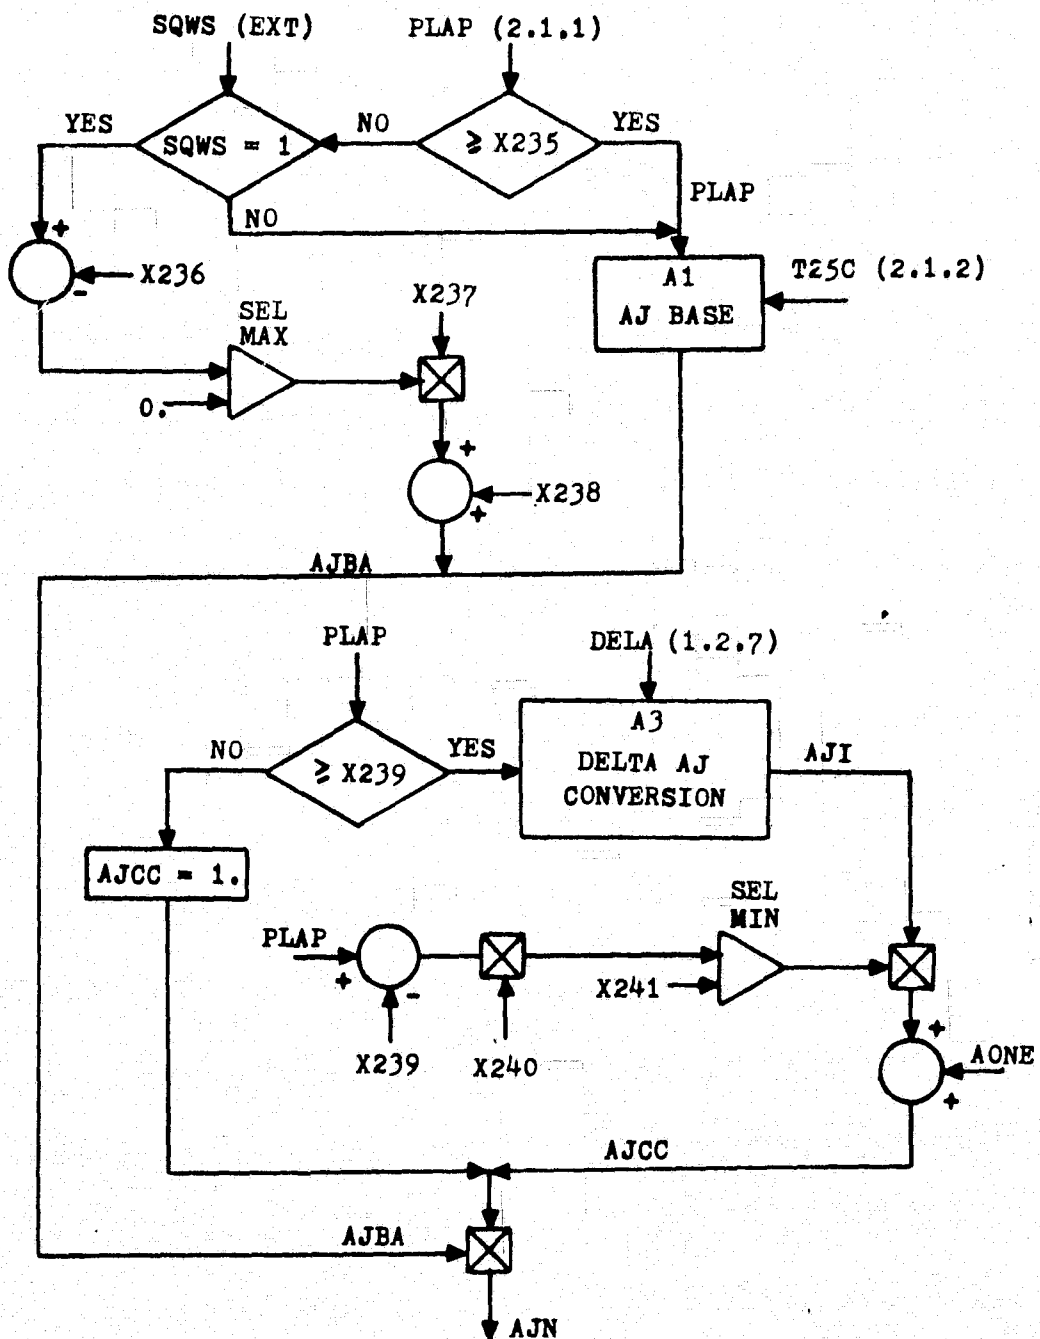 SQWS (EXT)
PLAP (2.1.1)
YES
SQWS = 1
NO
≥ X235
YES
PLAP
NO
+
X236
-
A1
AJ BASE
T25C (2.1.2)
SEL
MAX
X237
0.
+
X238
+
AJBA
PLAP
DELA (1.2.7)
NO
≥ X239
YES
A3
DELTA AJ
CONVERSION
AJI
AJCC = 1.
SEL
MIN
PLAP
+
-
X241
X239
X240
+
AONE
+
AJCC
AJBA
AJN